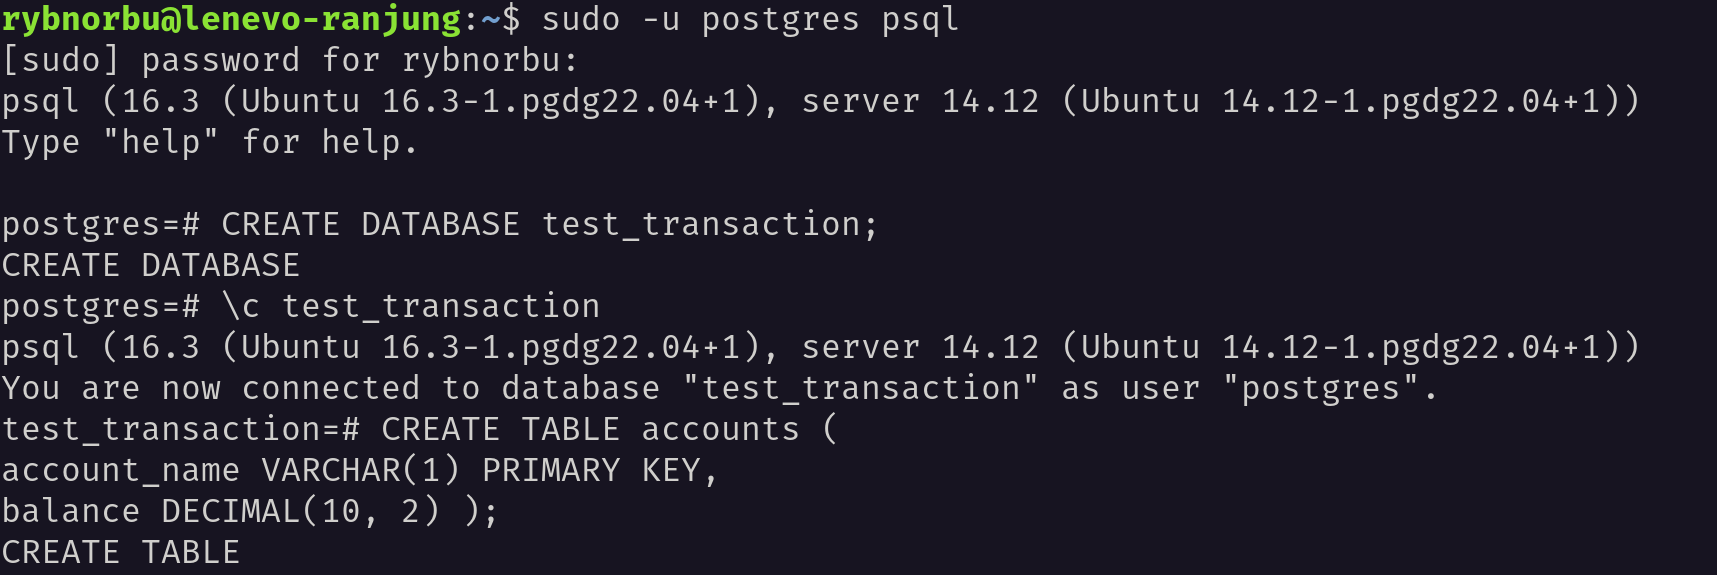 rybnorbu@lenevo-ranjung:~$ sudo -u postgres psql
[sudo] password for rybnorbu:
psql (16.3 (Ubuntu 16.3-1.pgdg22.04+1), server 14.12 (Ubuntu 14.12-1.pgdg22.04+1))
Type "help" for help.
postgres=# CREATE DATABASE test_transaction;
CREATE DATABASE
postgres=# \c test_transaction
psql (16.3 (Ubuntu 16.3-1.pgdg22.04+1), server 14.12 (Ubuntu 14.12-1.pgdg22.04+1))
You are now connected to database "test_transaction" as user "postgres".
test_transaction=# CREATE TABLE accounts (
account_name VARCHAR(1) PRIMARY KEY,
balance DECIMAL(10, 2) );
CREATE TABLE